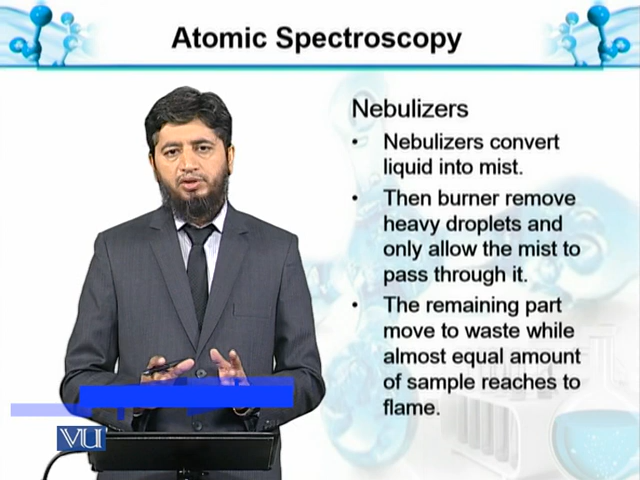 Atomic Spectroscopy
Nebulizers
• Nebulizers convert
liquid into mist.
• Then burner remove
heavy droplets and
only allow the mist to
pass through it.
• The remaining part
move to waste while
almost equal amount
of sample reaches to
flame.
VU